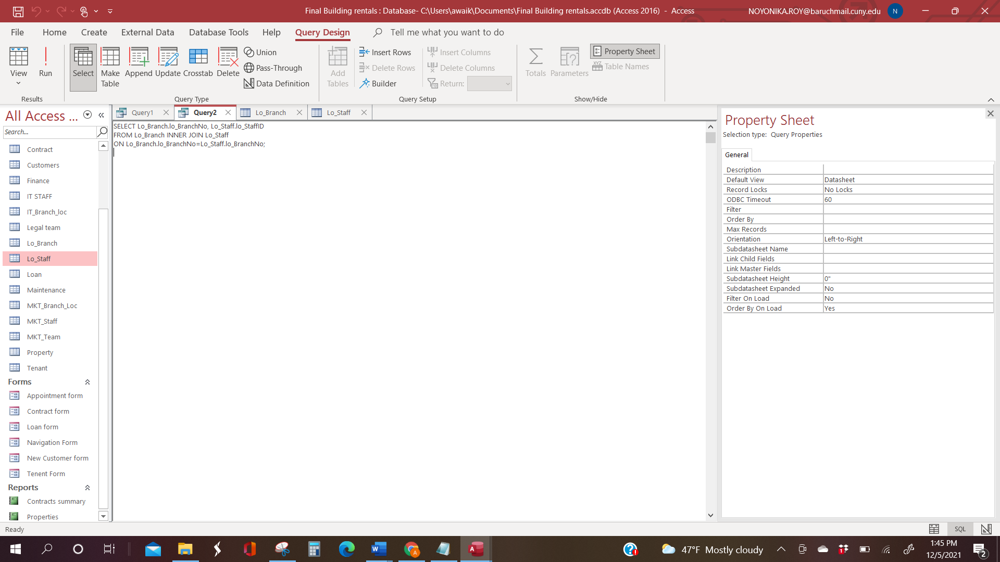 Final Building rentals : Database- C:\Users\awaik\Documents\Final Building rentals.accdb (Access 2016) - Access
NOYONIKA.ROY@baruchmail.cuny.edu
N
File
Home
Create
External Data
Database Tools
Help
Query Design
Tell me what you want to do
View
Run
Select
Make
Table
Append
Update
Crosstab
Delete
Union
Pass-Through
Data Definition
Add
Tables
Insert Rows
Delete Rows
Builder
Insert Columns
Delete Columns
Return:
Totals
Parameters
Property Sheet
Table Names
Results
Query Type
Query Setup
Show/Hide
All Access ...
Search...
Contract
Customers
Finance
IT STAFF
IT_Branch_loc
Legal team
Lo_Branch
Lo_Staff
Loan
Maintenance
MKT_Branch_Loc
MKT_Staff
MKT_Team
Property
Tenant
Forms
Appointment form
Contract form
Loan form
Navigation Form
New Customer form
Tenent Form
Reports
Contracts summary
Properties
Query1
Query2
Lo_Branch
Lo_Staff
SELECT Lo_Branch.lo_BranchNo, Lo_Staff.lo_StaffID
FROM Lo_Branch INNER JOIN Lo_Staff
ON Lo_Branch.lo_BranchNo=Lo_Staff.lo_BranchNo;
Property Sheet
Selection type: Query Properties
General
Description
Default View Datasheet
Record Locks No Locks
ODBC Timeout 60
Filter
Order By
Max Records
Orientation Left-to-Right
Subdatasheet Name
Link Child Fields
Link Master Fields
Subdatasheet Height 0"
Subdatasheet Expanded No
Filter On Load No
Order By On Load Yes
Ready
SQL
47°F Mostly cloudy
1:45 PM
12/5/2021
2